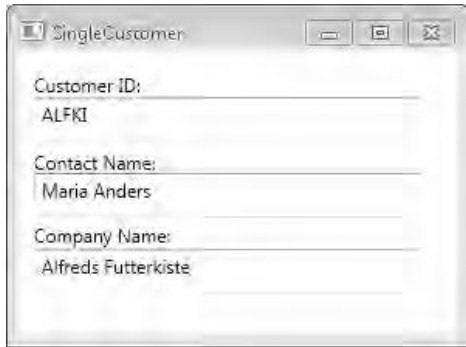 SingleCustomer
Customer ID:
ALFKI
Contact Name:
Maria Anders
Company Name:
Alfreds Futterkiste